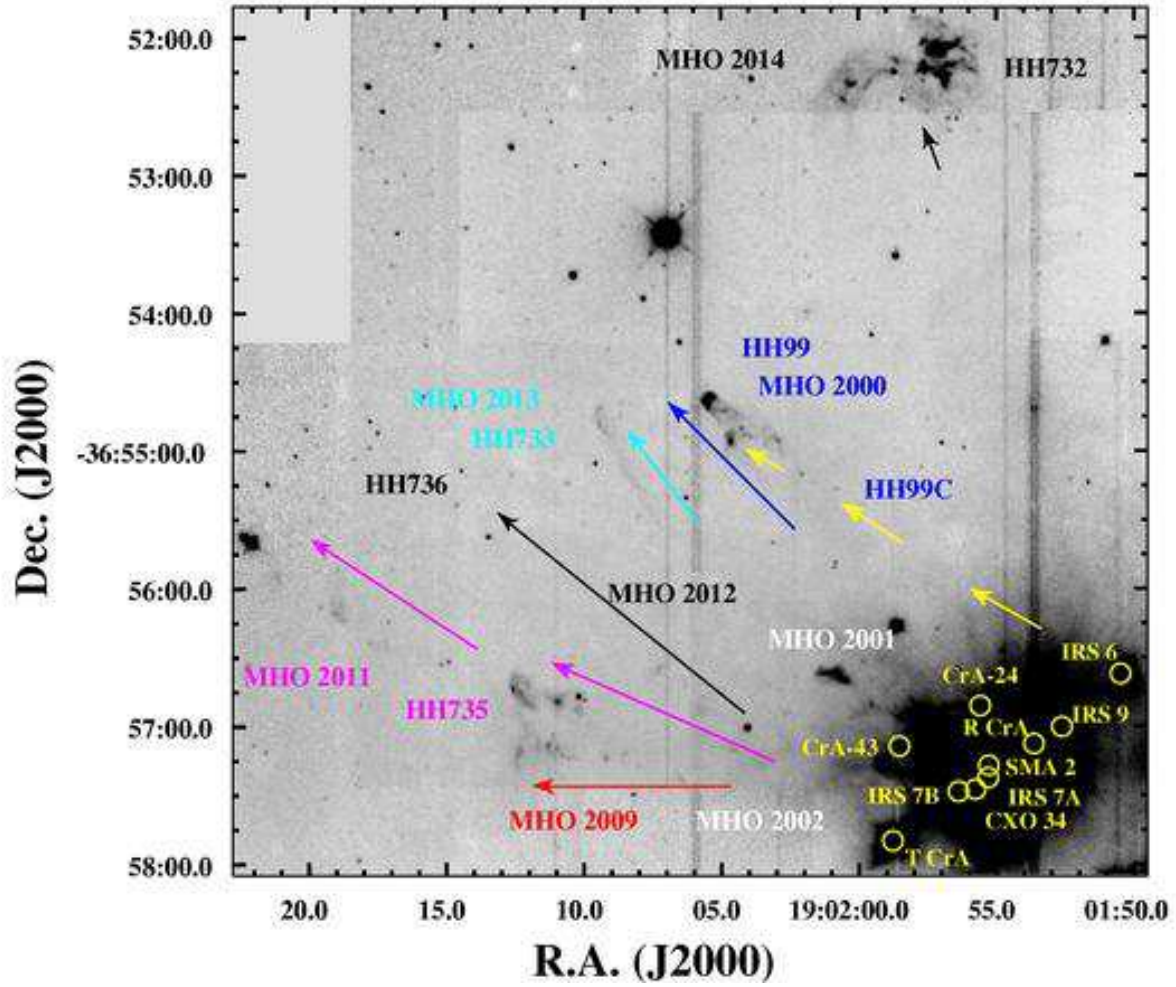 52:00.0
MHO 2014
HH732
53:00.0
54:00.0
HH99
MHO 2000
MHO 2013
HH733
-36:55:00.0
HH736
HH99C
Dec. (J2000)
56:00.0
MHO 2012
MHO 2001
IRS 6
MHO 2011
CrA-24
HH735
R CrA
IRS 9
57:00.0
CrA-43
SMA 2
IRS 7B
IRS 7A
MHO 2009
MHO 2002
CXO 34
T CrA
58:00.0
20.0
15.0
10.0
05.0
19:02:00.0
55.0
01:50.0
R.A. (J2000)